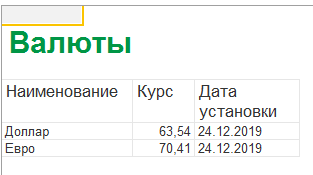 Валюты
Наименование Курс Дата установки
Доллар 63,54 24.12.2019
Евро 70,41 24.12.2019